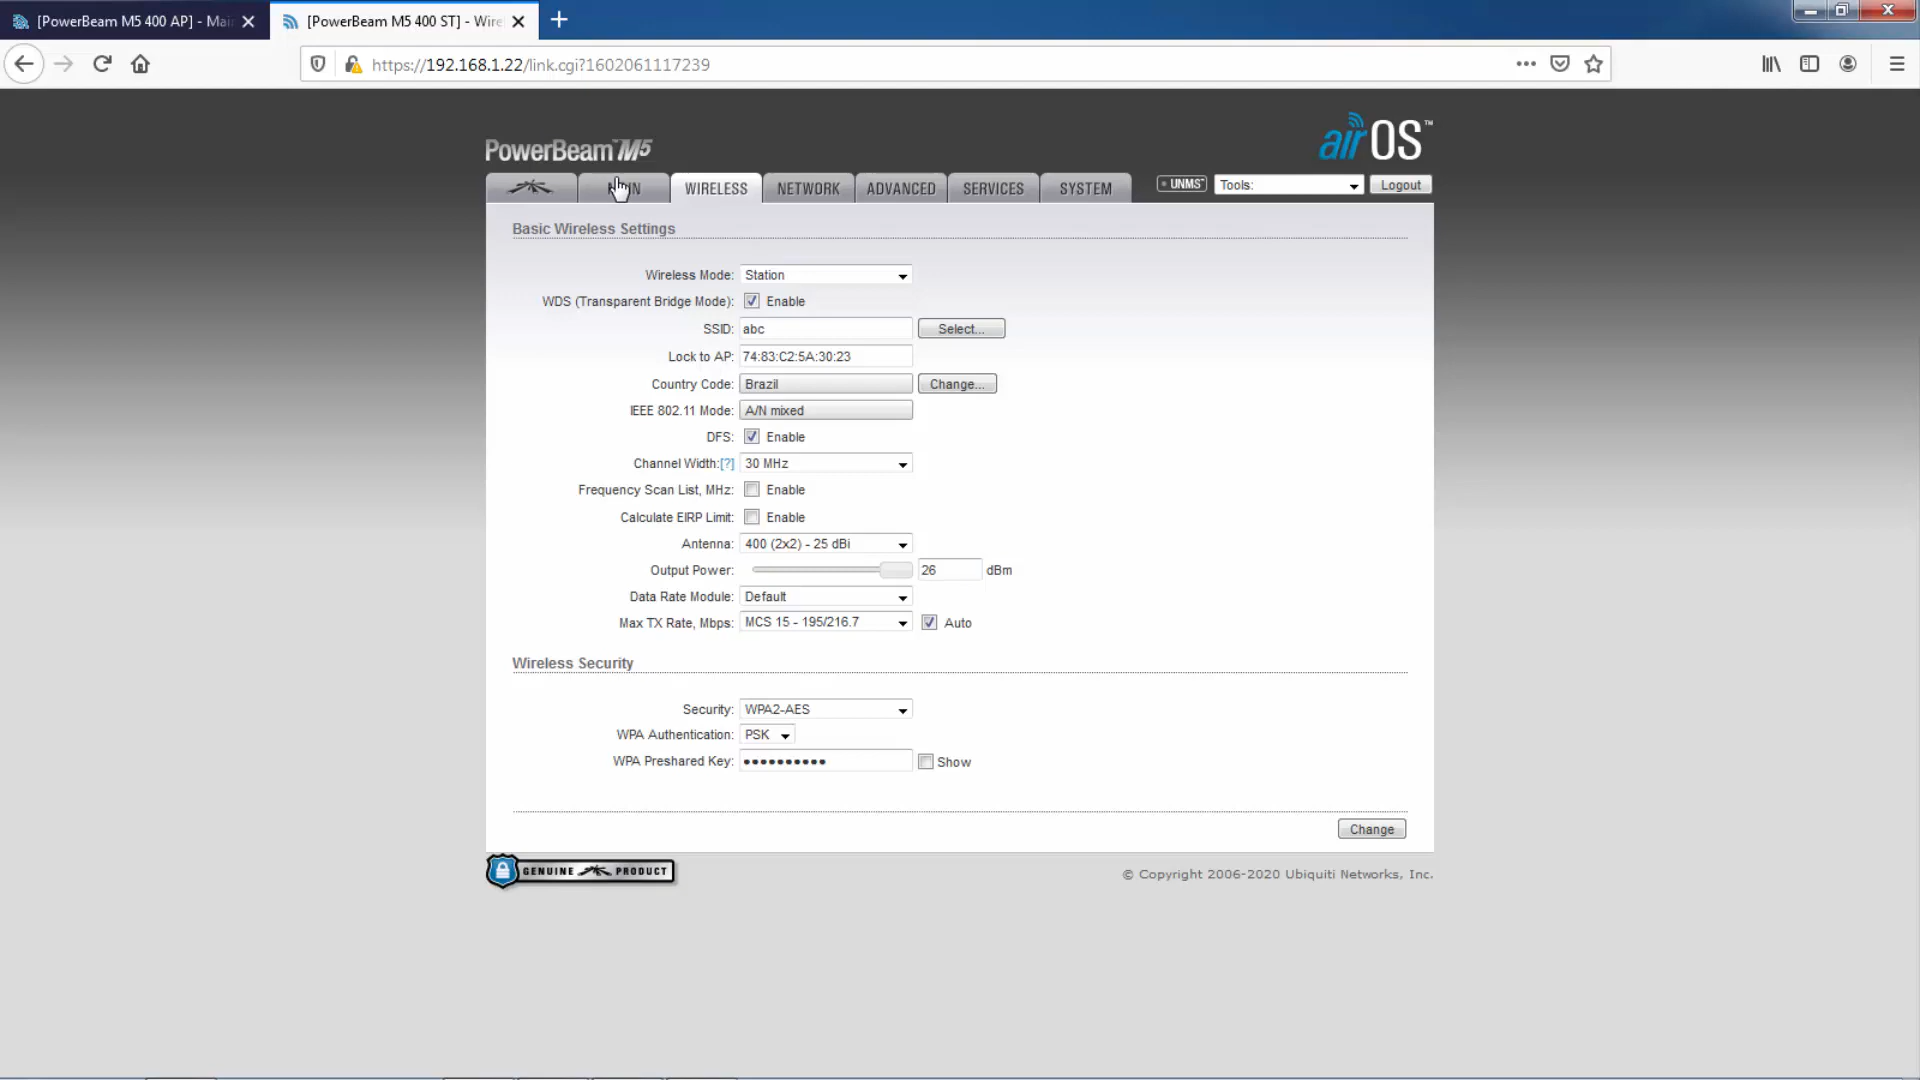 [PowerBeam M5 400 AP] - Mai
[PowerBeam M5 400 ST] - Wire
https://192.168.1.22/link.cgi?1602061117239
PowerBeam™ M5
airOS™
WIRELESS NETWORK ADVANCED SERVICES SYSTEM
UNMS™ Tools: Logout
Basic Wireless Settings
Wireless Mode: Station
WDS (Transparent Bridge Mode): Enable
SSID: abc Select...
Lock to AP: 74:83:C2:5A:30:23
Country Code: Brazil Change...
IEEE 802.11 Mode: A/N mixed
DFS: Enable
Channel Width:[?] 30 MHz
Frequency Scan List, MHz: Enable
Calculate EIRP Limit: Enable
Antenna: 400 (2x2) - 25 dBi
Output Power: 26 dBm
Data Rate Module: Default
Max TX Rate, Mbps: MCS 15 - 195/216.7 Auto
Wireless Security
Security: WPA2-AES
WPA Authentication: PSK
WPA Preshared Key: •••••••••• Show
Change
GENUINE PRODUCT
© Copyright 2006-2020 Ubiquiti Networks, Inc.